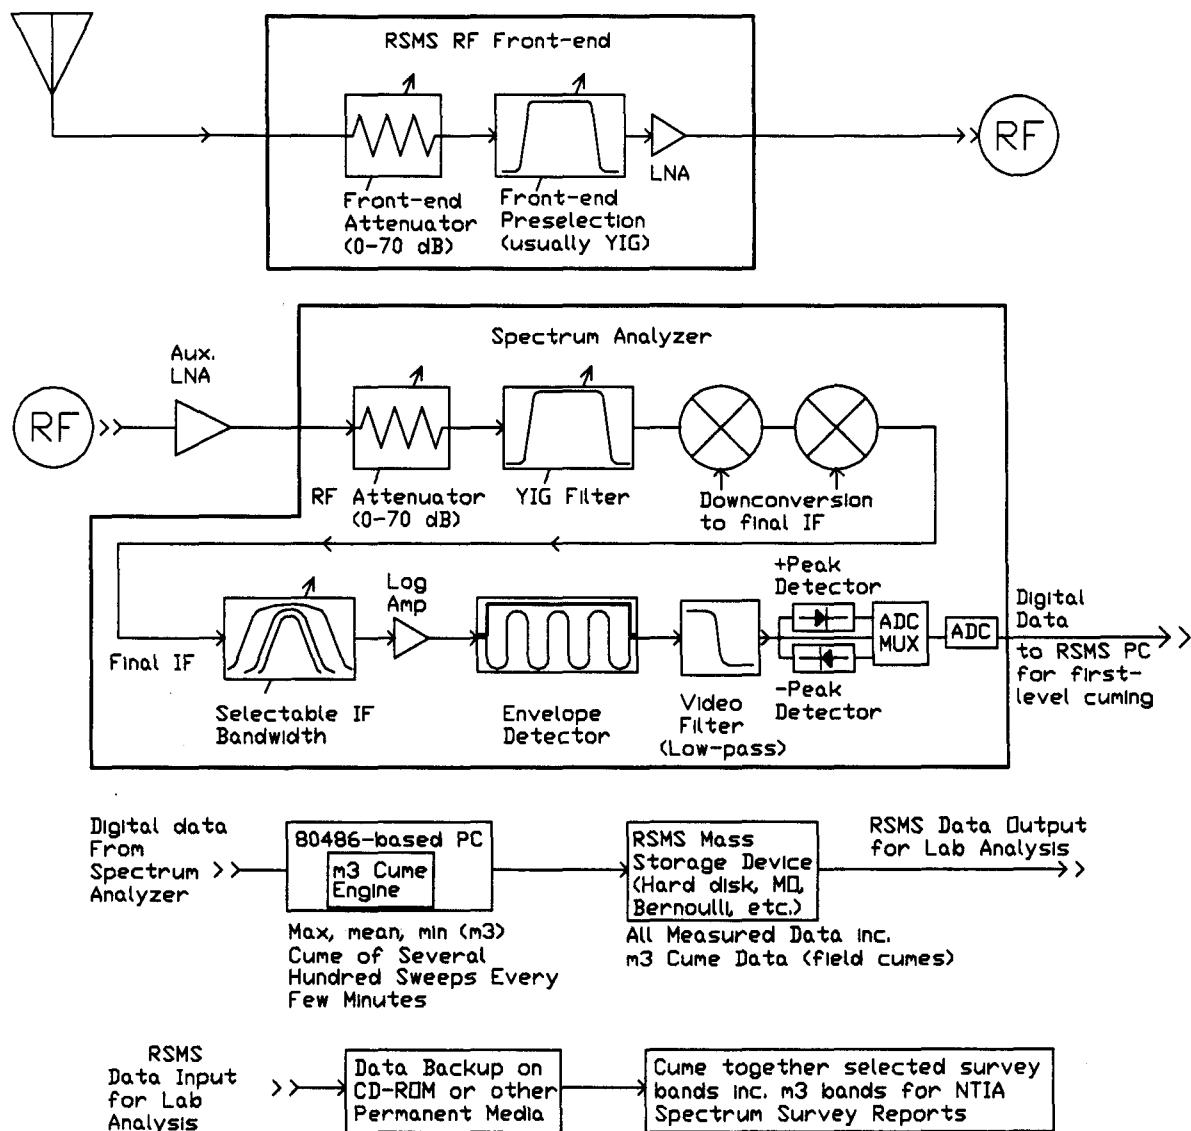 RSMS RF Front-end
RF
LNA
Front-end
Attenuator
(0-70 dB)
Front-end
Preselection
(usually YIG)
Spectrum Analyzer
Aux.
LNA
RF
RF Attenuator
(0-70 dB)
YIG Filter
Downconversion
to final IF
Final IF
Selectable IF
Bandwidth
Log
Amp
Envelope
Detector
Video
Filter
(Low-pass)
+Peak
Detector
-Peak
Detector
ADC
MUX
ADC
Digital
Data
to RSMS PC
for first-
level cuming
Digital data
From
Spectrum
Analyzer
80486-based PC
m3 Cume
Engine
Max, mean, min (m3)
Cume of Several
Hundred Sweeps Every
Few Minutes
RSMS Mass
Storage Device
(Hard disk, MO,
Bernoulli, etc.)
All Measured Data inc.
m3 Cume Data (field cumes)
RSMS Data Output
for Lab Analysis
RSMS
Data Input
for Lab
Analysis
Data Backup on
CD-ROM or other
Permanent Media
Cume together selected survey
bands inc. m3 bands for NTIA
Spectrum Survey Reports